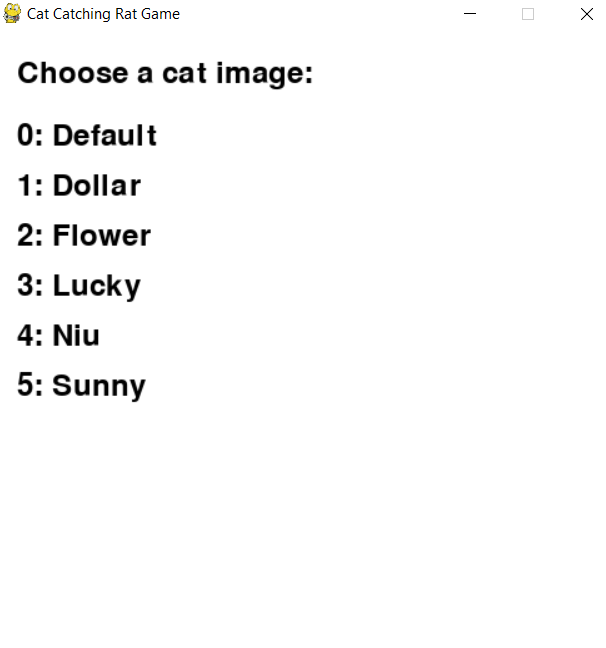 Cat Catching Rat Game
Choose a cat image:
0: Default
1: Dollar
2: Flower
3: Lucky
4: Niu
5: Sunny